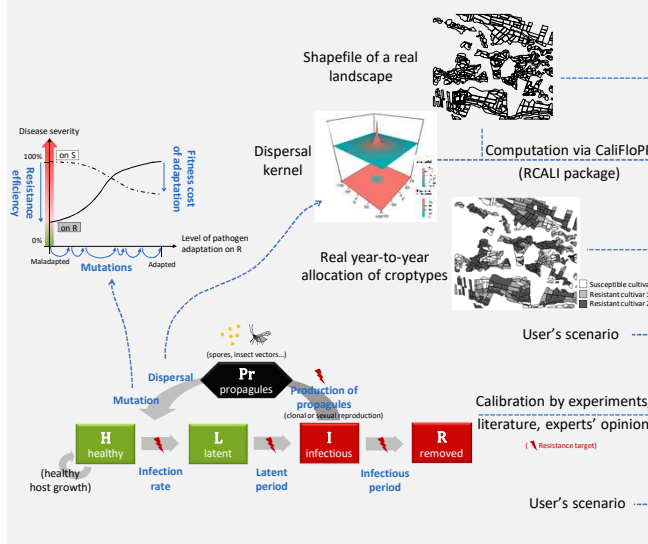 Shapefile of a real
landscape
Disease severity
100%
on S
Resistance
efficiency
Fitness cost
of adaptation
on R
0%
Maladapted
Adapted
Level of pathogen
adaptation on R
Mutations
Dispersal
kernel
Computation via CaliFloPP
(RCALI package)
Real year-to-year
allocation of croptypes
Susceptible cultiva
Resistant cultivar
Resistant cultivar 2
User's scenario
(spores, insect vectors...)
Pr
propagules
Dispersal
Mutation
Production of
propagules
(clonal or sexual reproduction)
H
healthy
L
latent
I
infectious
R
removed
(healthy
host growth)
Infection
rate
Latent
period
Infectious
period
Calibration by experiments,
literature, experts' opinion
( Resistance target)
User's scenario